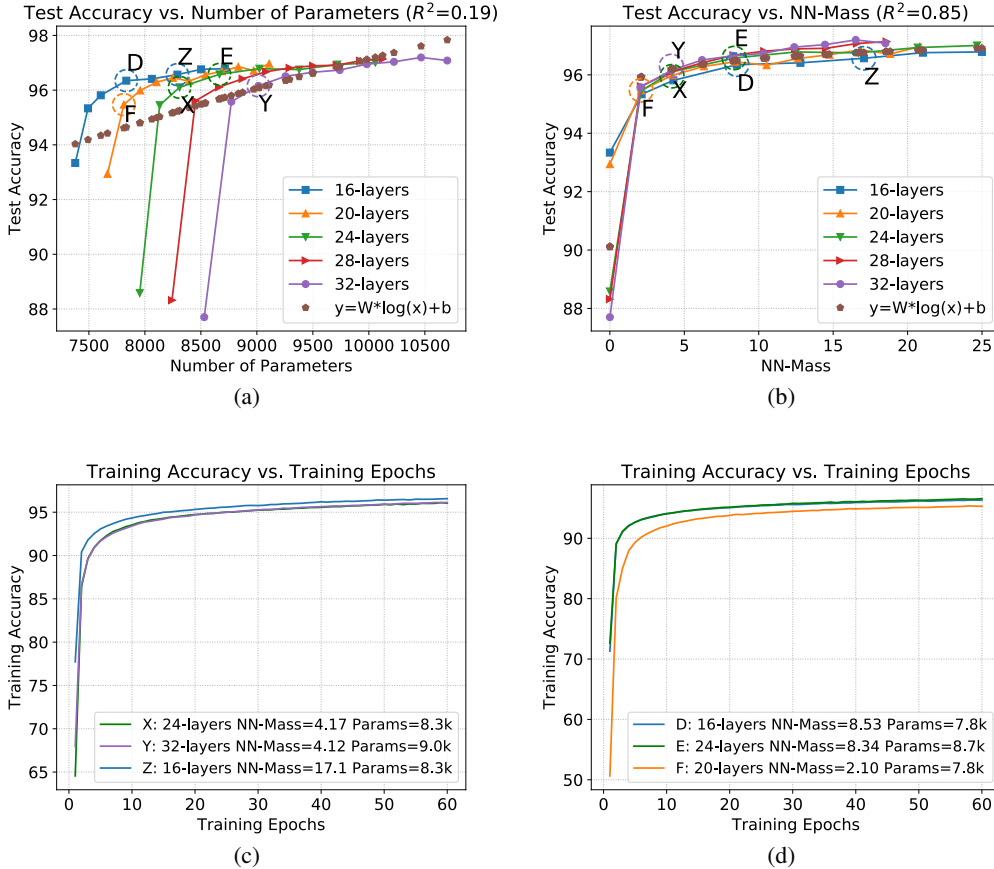 Test Accuracy vs. Number of Parameters (R²=0.19)
Test Accuracy
98
96
94
92
90
88
D
Z
E
F
X
Y
16-layers
20-layers
24-layers
28-layers
32-layers
y=W*log(x)+b
7500 8000 8500 9000 9500 10000 10500
Number of Parameters
(a)
Test Accuracy vs. NN-Mass (R²=0.85)
Test Accuracy
96
94
92
90
88
E
Y
F
X
D
Z
16-layers
20-layers
24-layers
28-layers
32-layers
y=W*log(x)+b
0 5 10 15 20 25
NN-Mass
(b)
Training Accuracy vs. Training Epochs
Training Accuracy
95
90
85
80
75
70
65
X: 24-layers NN-Mass=4.17 Params=8.3k
Y: 32-layers NN-Mass=4.12 Params=9.0k
Z: 16-layers NN-Mass=17.1 Params=8.3k
0 10 20 30 40 50 60
Training Epochs
(c)
Training Accuracy vs. Training Epochs
Training Accuracy
90
80
70
60
50
D: 16-layers NN-Mass=8.53 Params=7.8k
E: 24-layers NN-Mass=8.34 Params=8.7k
F: 20-layers NN-Mass=2.10 Params=7.8k
0 10 20 30 40 50 60
Training Epochs
(d)